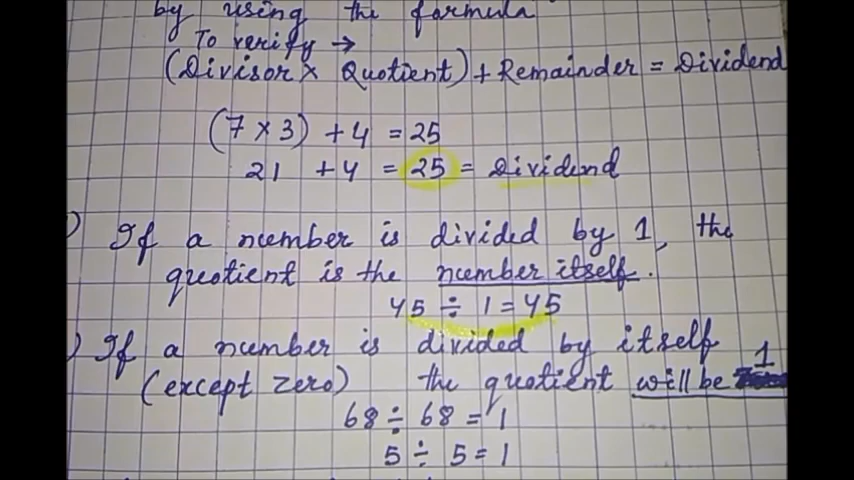 by using the formula
To verify →
(Divisor × Quotient) + Remainder = Dividend
(7 × 3) + 4 = 25
21 + 4 = 25 = Dividend
) If a number is divided by 1, the
quotient is the number itself.
45 ÷ 1 = 45
) If a number is divided by itself
(except zero) the quotient will be 1
68 ÷ 68 = 1
5 ÷ 5 = 1